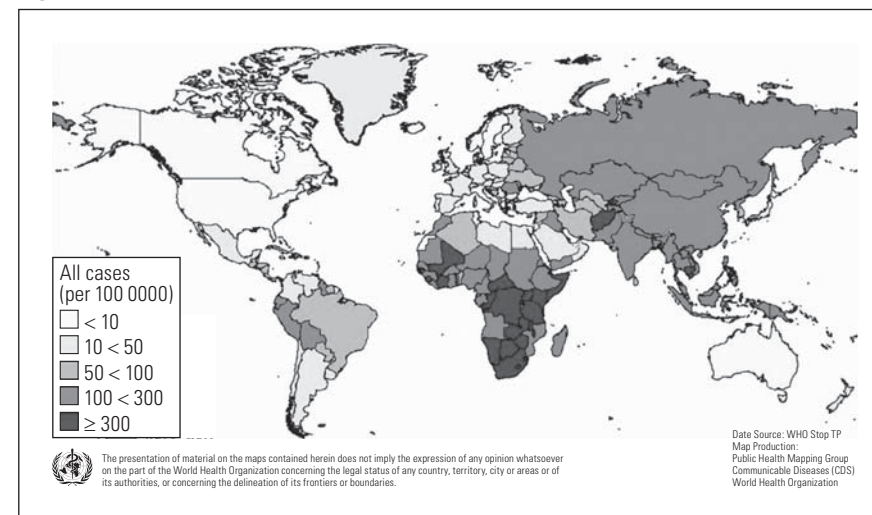 All cases
(per 100 0000)
< 10
10 < 50
50 < 100
100 < 300
≥ 300
The presentation of material on the maps contained herein does not imply the expression of any opinion whatsoever
on the part of the World Health Organization concerning the legal status of any country, territory, city or areas or of
its authorities, or concerning the delineation of its frontiers or boundaries.
Date Source: WHO Stop TP
Map Production:
Public Health Mapping Group
Communicable Diseases (CDS)
World Health Organization